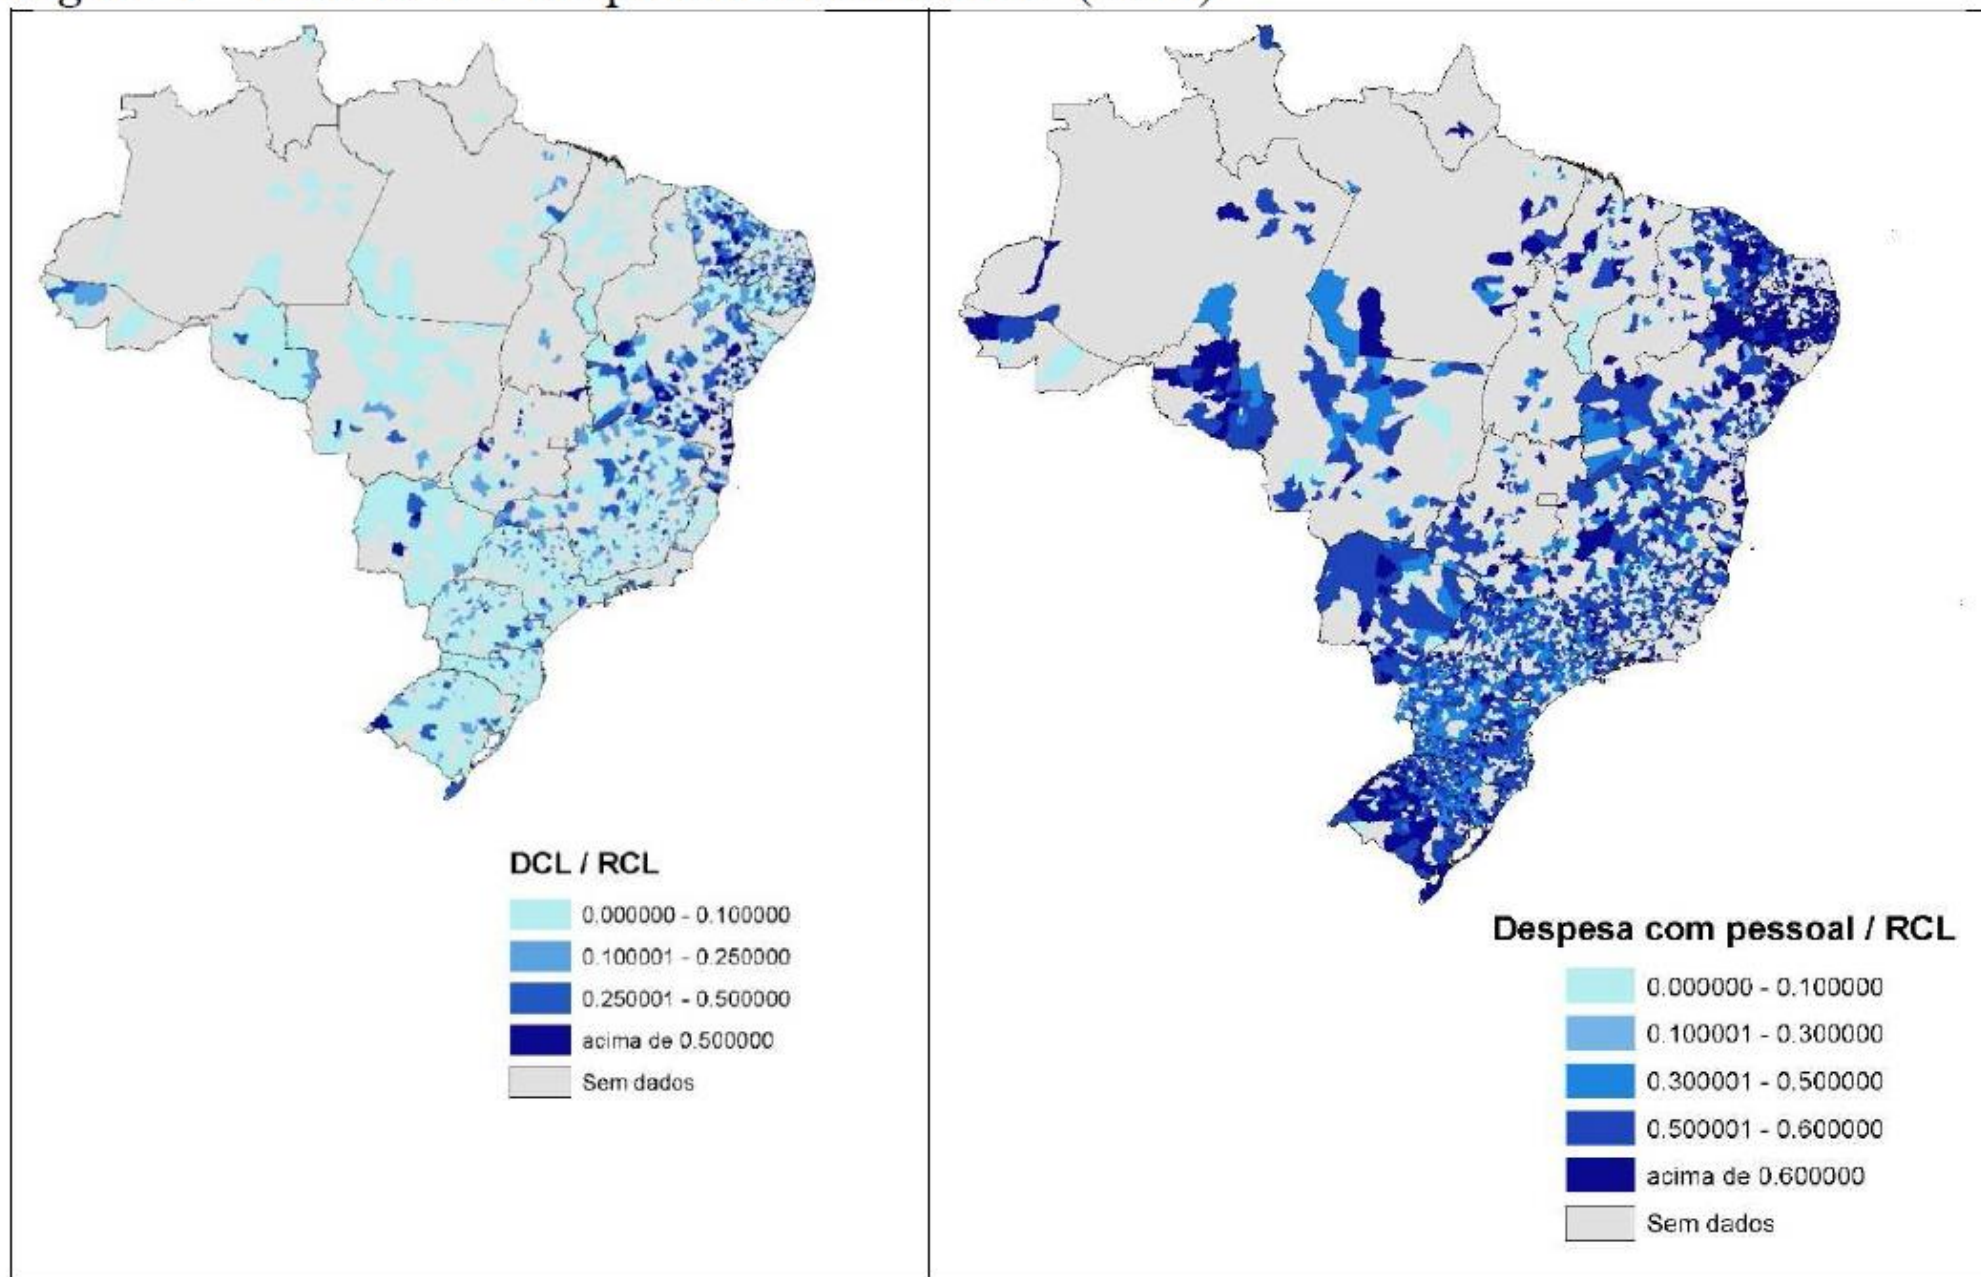 DCL / RCL
0.000000 - 0.100000
0.100001 - 0.250000
0.250001 - 0.500000
acima de 0.500000
Sem dados
Despesa com pessoal / RCL
0.000000 - 0.100000
0.100001 - 0.300000
0.300001 - 0.500000
0.500001 - 0.600000
acima de 0.600000
Sem dados